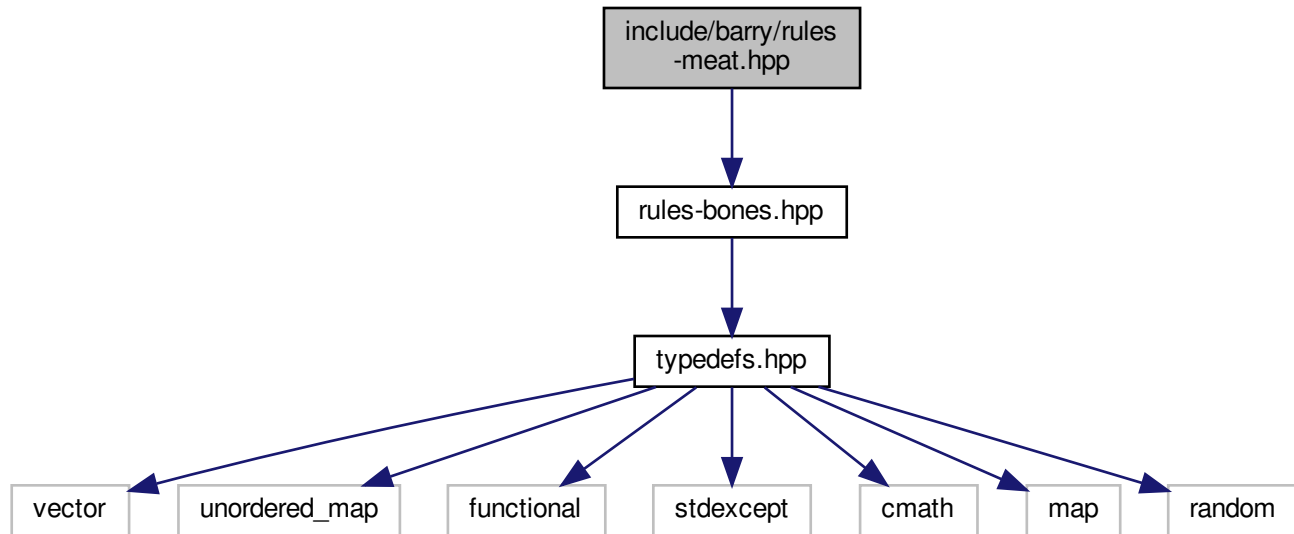 include/barry/rules
-meat.hpp
rules-bones.hpp
typedefs.hpp
vector
unordered_map
functional
stdexcept
cmath
map
random